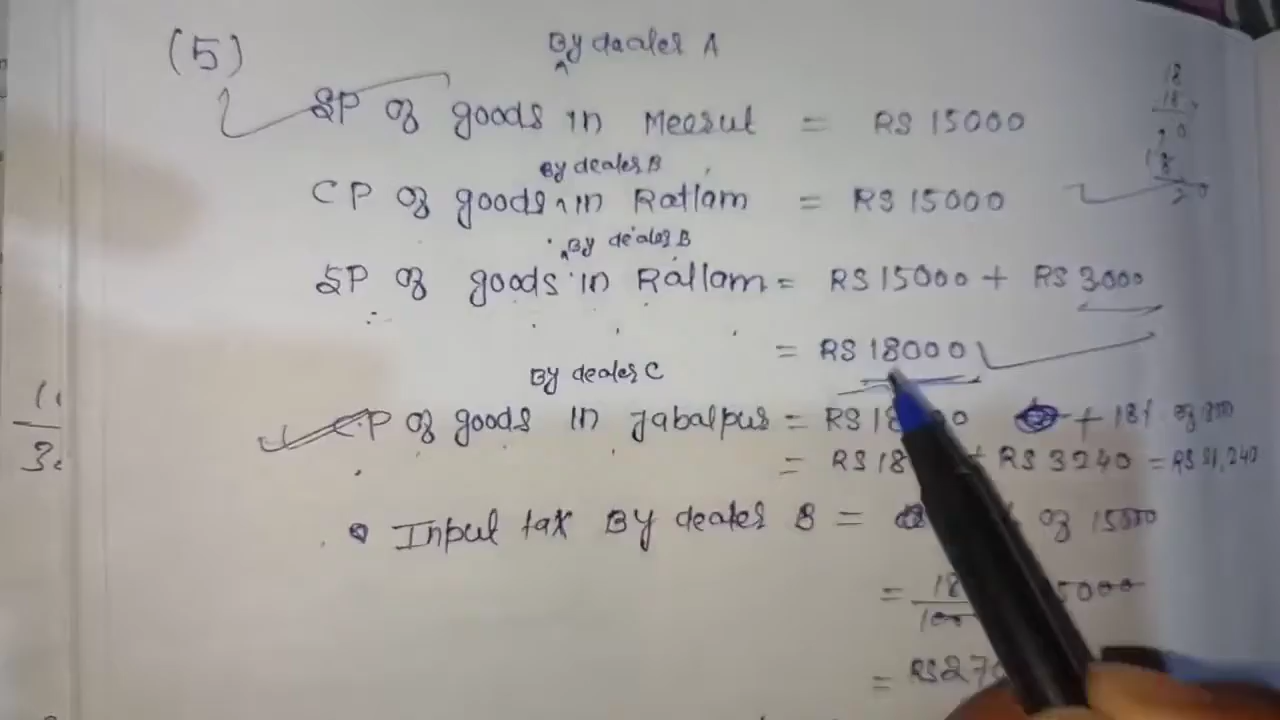 (5)
By dealer A
SP of goods in Meerut = RS 15000
By dealer B
CP of goods in Ratlam = RS 15000
By dealer B
SP of goods in Ratlam = RS 15000 + RS 3000
= RS 18000
By dealer C
CP of goods in Jabalpur = RS 18 + 18% of
= RS 18 + RS 3240 = RS 21,240
Input tax By dealer B = of 15000
= 18
= RS 27